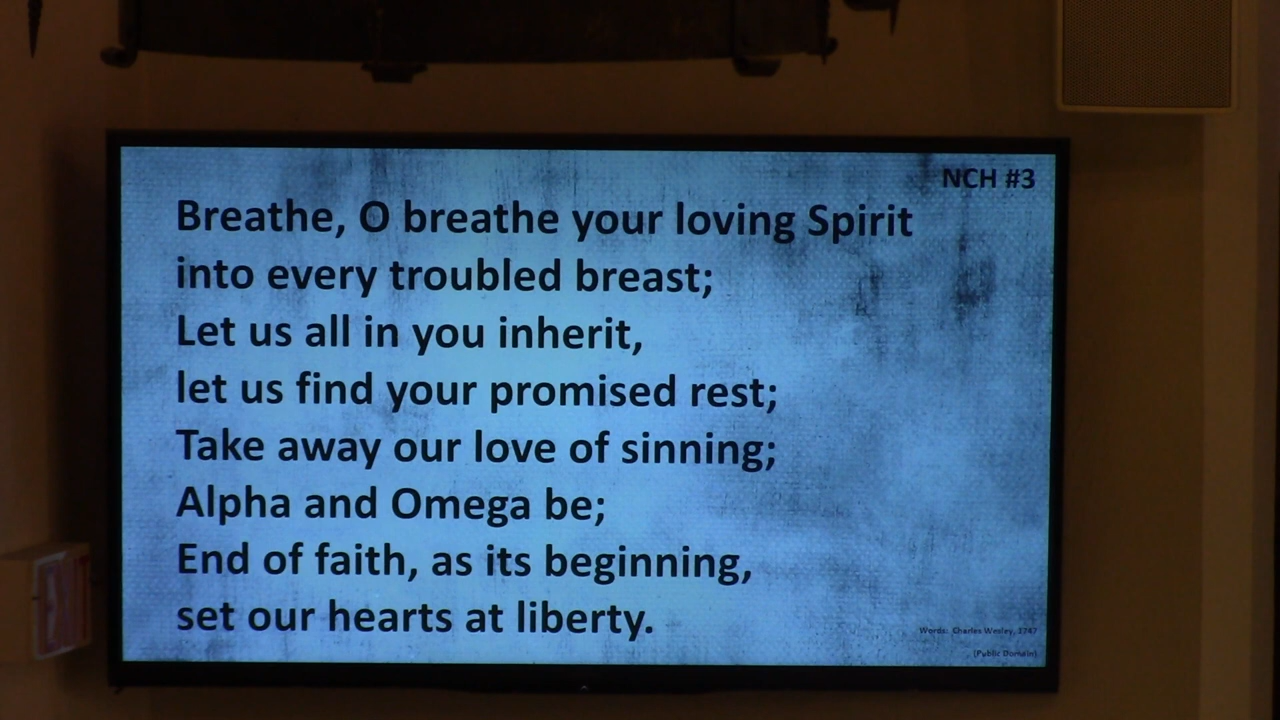 NCH #3
Breathe, O breathe your loving Spirit
into every troubled breast;
Let us all in you inherit,
let us find your promised rest;
Take away our love of sinning;
Alpha and Omega be;
End of faith, as its beginning,
set our hearts at liberty.
Words: Charles Wesley, 1747
(Public Domain)